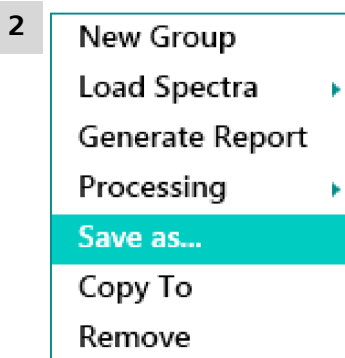 2
New Group
Load Spectra
Generate Report
Processing
Save as...
Copy To
Remove